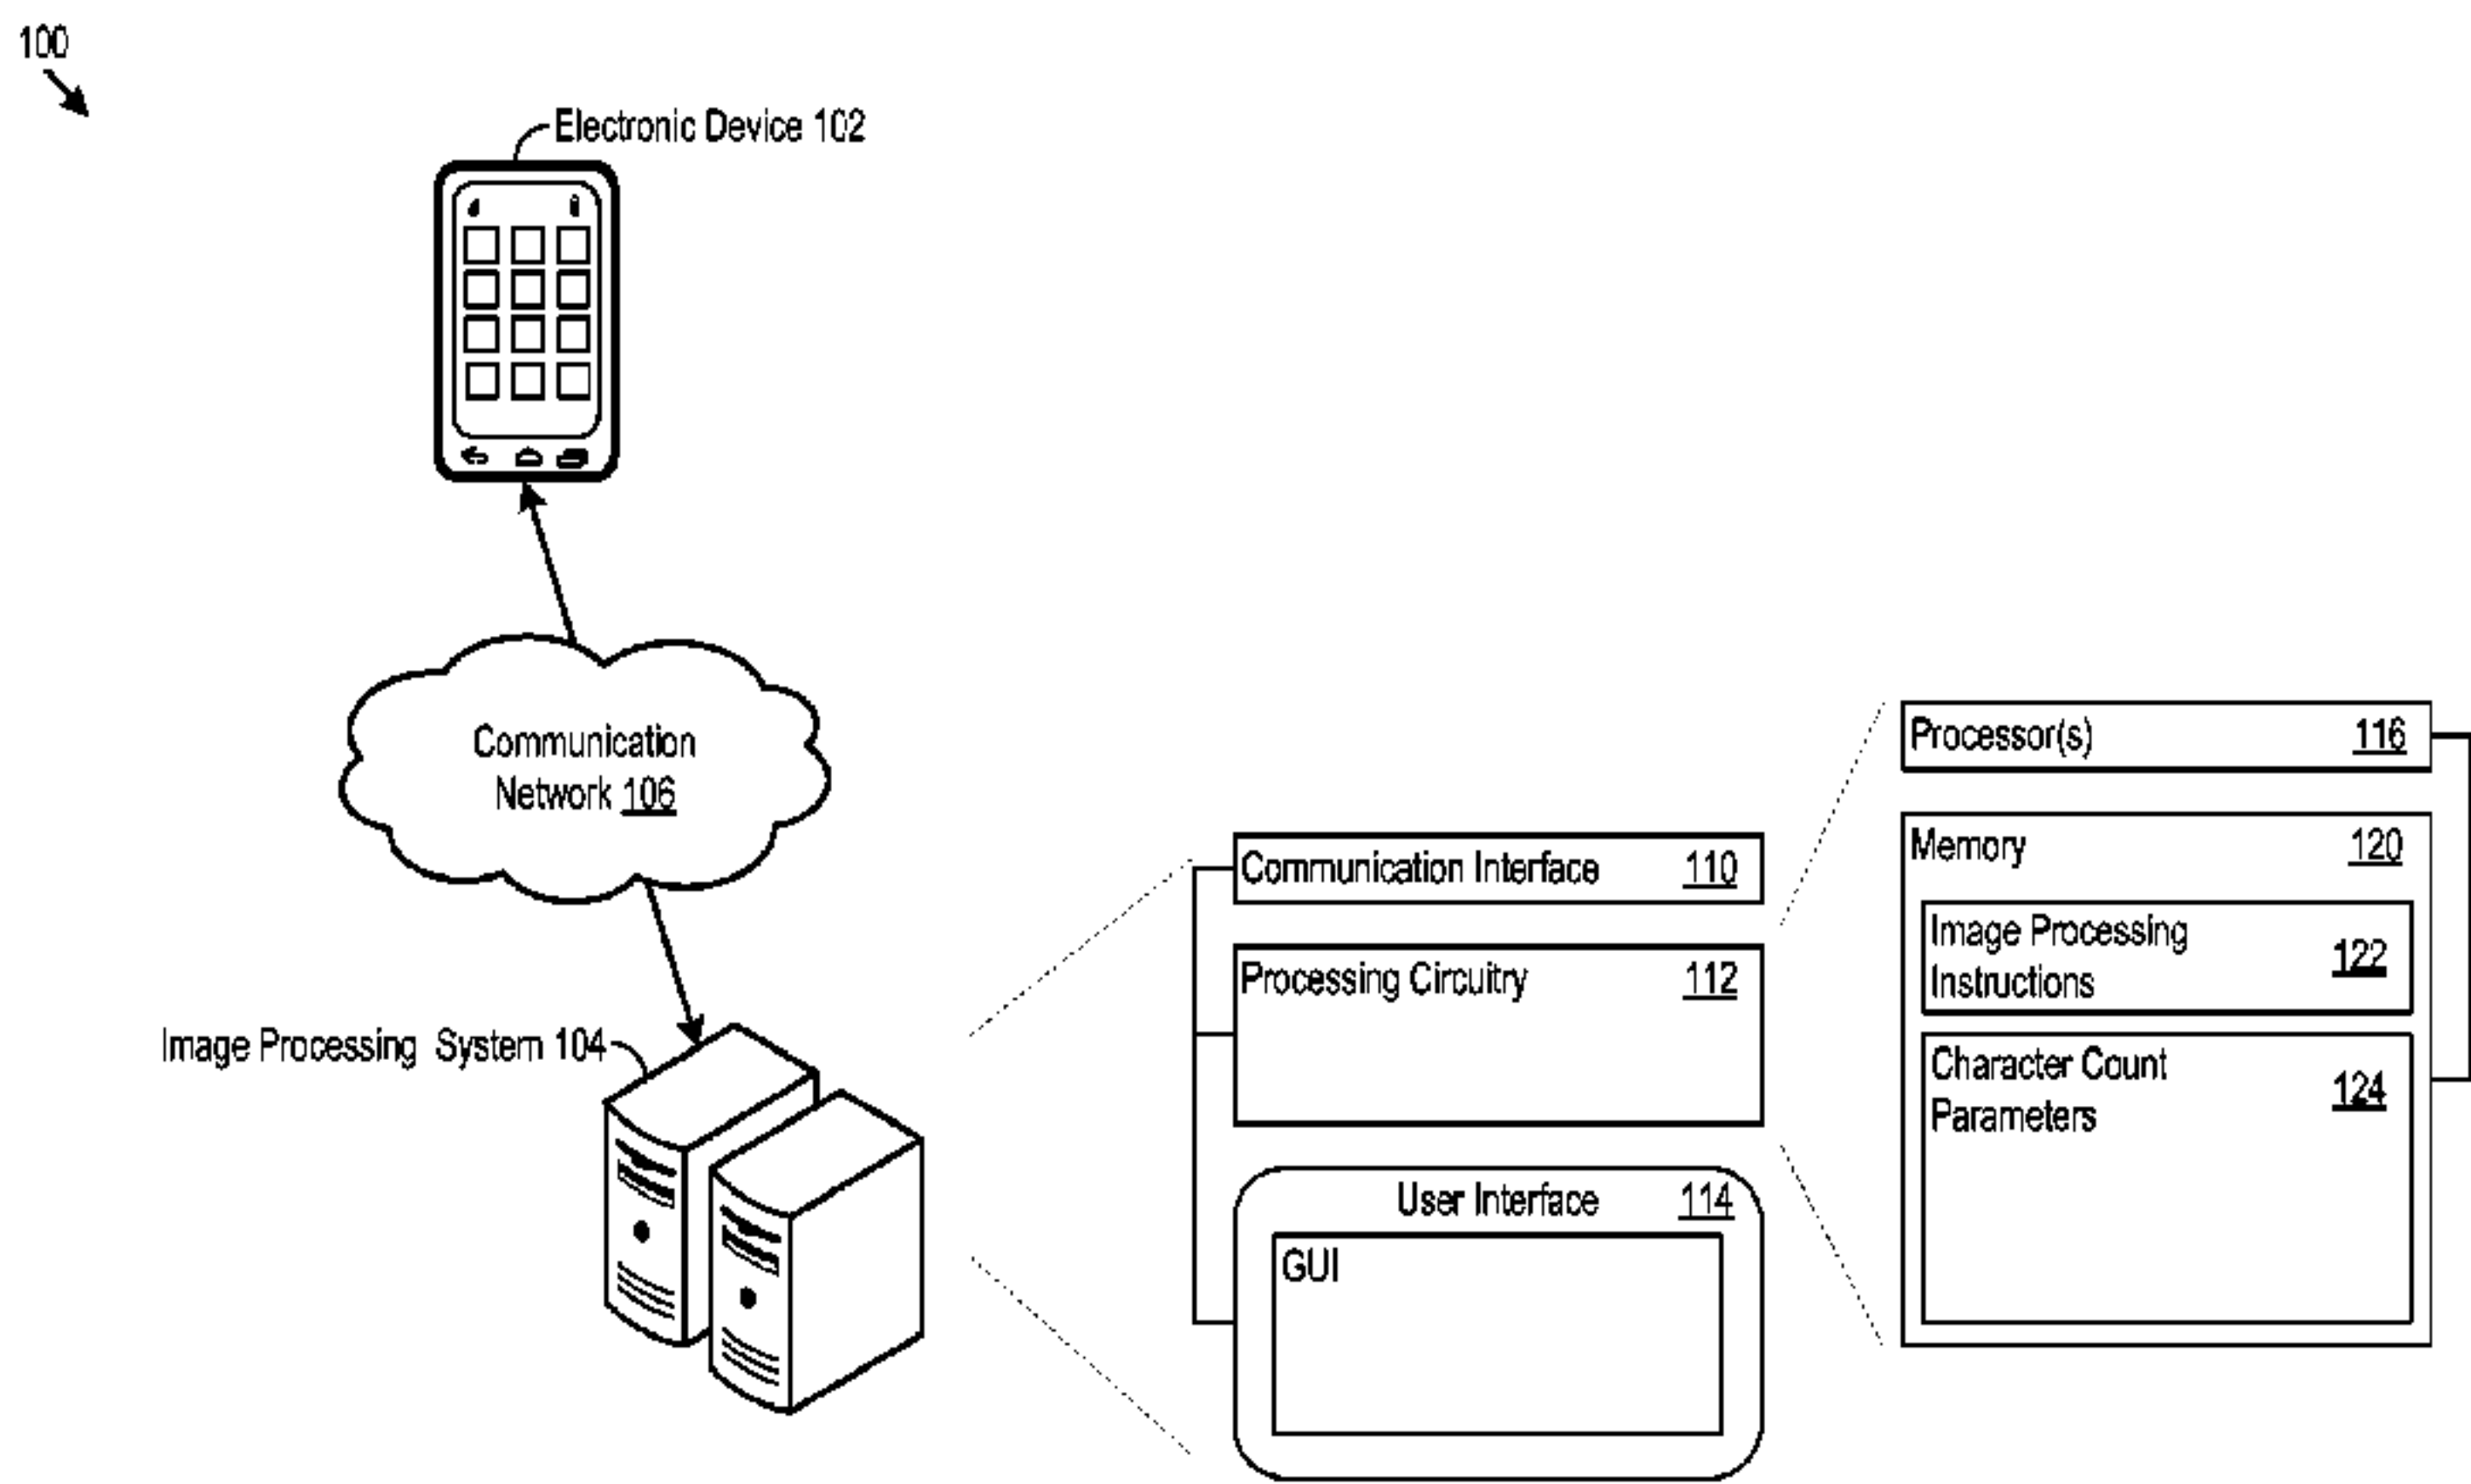 100
Electronic Device 102
Communication
Network 106
Image Processing System 104
Communication Interface 110
Processing Circuitry 112
User Interface 114
GUI
Processor(s) 116
Memory 120
Image Processing
Instructions 122
Character Count
Parameters 124